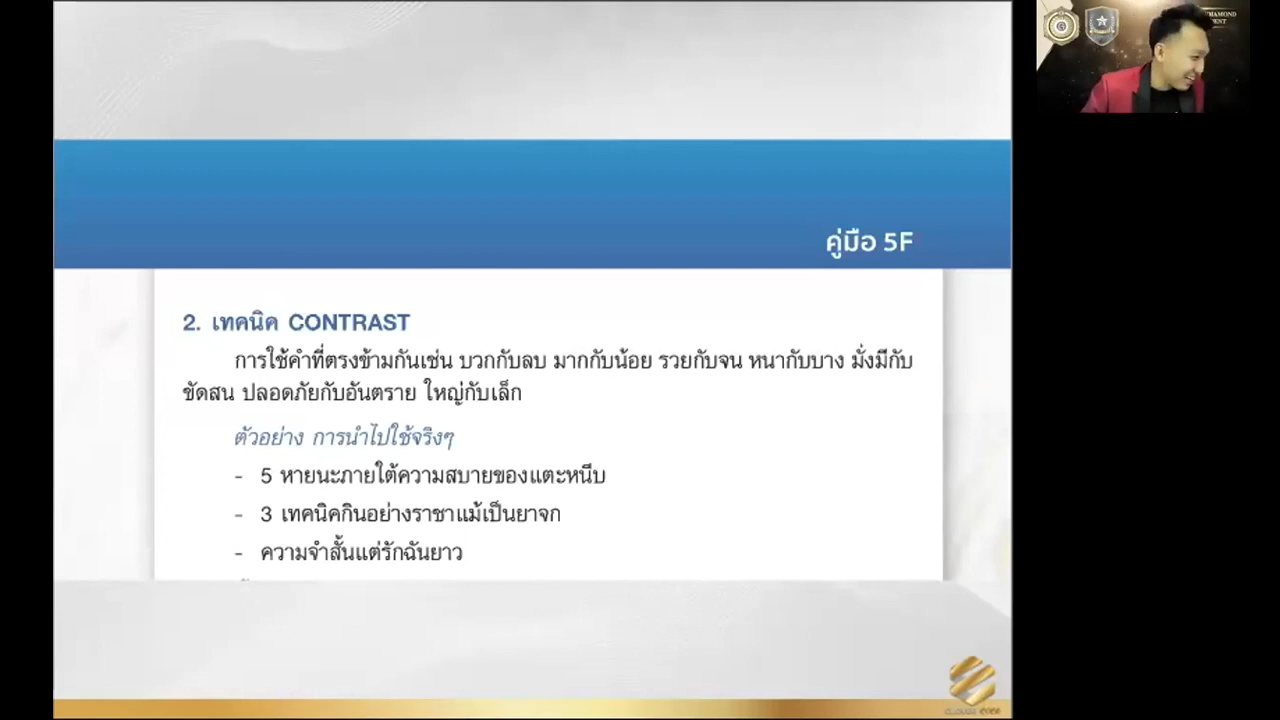 คู่มือ 5F
2. เทคนิค CONTRAST
การใช้คำที่ตรงข้ามกันเช่น บวกกับลบ มากกับน้อย รวยกับจน หนากับบาง มั่งมีกับ
ขัดสน ปลอดภัยกับอันตราย ใหญ่กับเล็ก
ตัวอย่าง การนำไปใช้จริงๆ
- 5 หายนะภายใต้ความสบายของแตะหนีบ
- 3 เทคนิคกินอย่างราชาแม้เป็นยาจก
- ความจำสั้นแต่รักฉันยาว